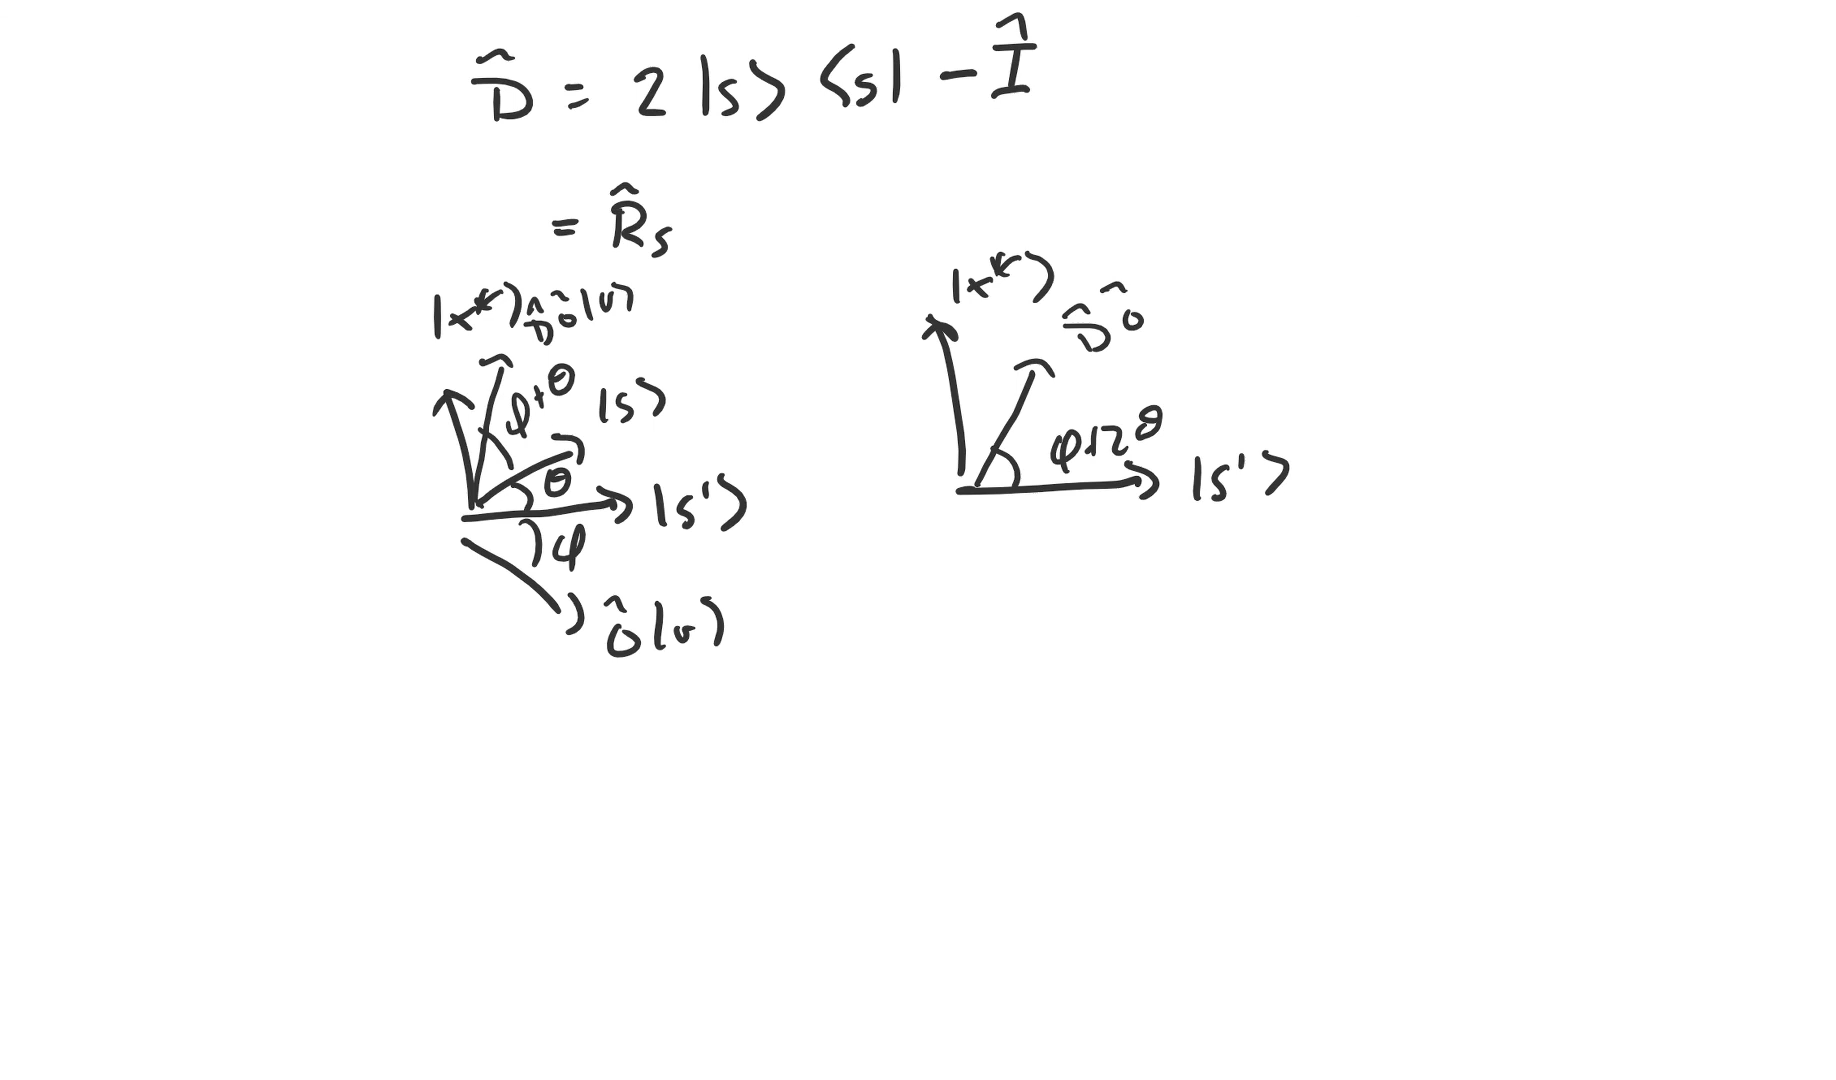 D̂ = 2 |s⟩ ⟨s| − Î
= R̂s
|x*⟩ D̂ Ô |v⟩
φ+θ |s⟩
θ |s'⟩
φ
Ô |v⟩
|x*⟩ D̂ Ô
φ+2θ |s'⟩